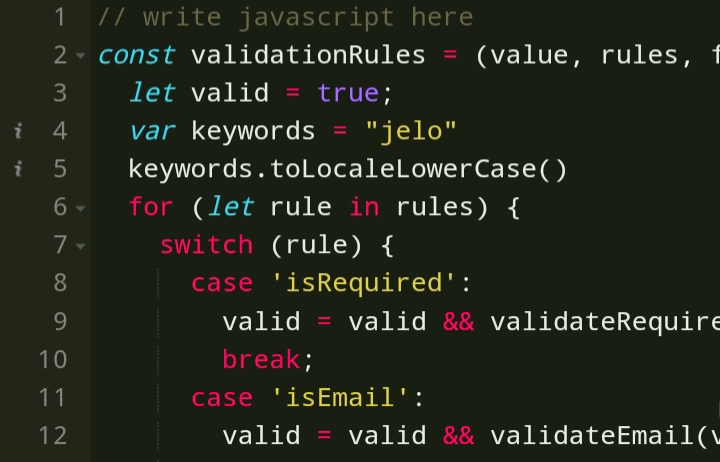 1 // write javascript here
2 const validationRules = (value, rules, f
3 let valid = true;
i 4 var keywords = "jelo"
i 5 keywords.toLocaleLowerCase()
6 for (let rule in rules) {
7 switch (rule) {
8 case 'isRequired':
9 valid = valid && validateRequire
10 break;
11 case 'isEmail':
12 valid = valid && validateEmail(v